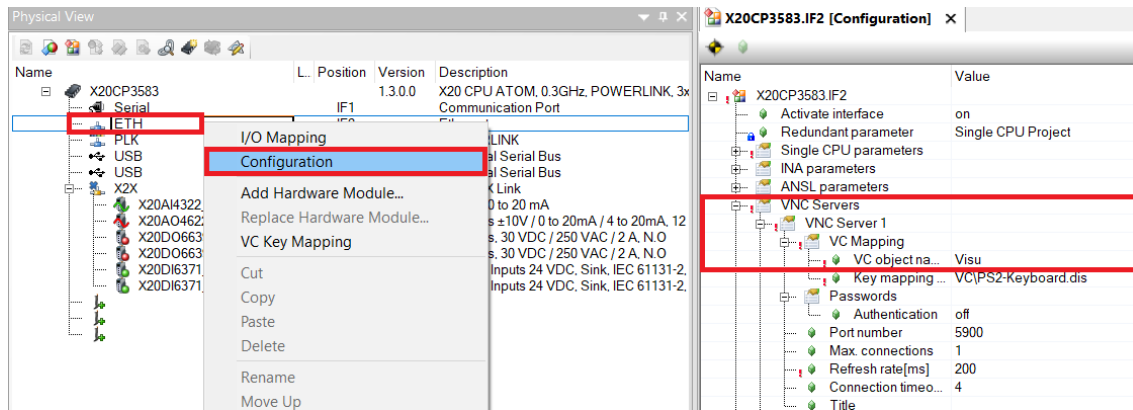 Physical View
Name L.. Position Version Description
X20CP3583 1.3.0.0 X20 CPU ATOM, 0.3GHz, POWERLINK, 3x
Serial IF1 Communication Port
ETH
PLK LINK
USB al Serial Bus
USB al Serial Bus
X2X Link
X20AI4322 0 to 20 mA
X20AO462 s ±10V / 0 to 20mA / 4 to 20mA, 12
X20DO663 s, 30 VDC / 250 VAC / 2 A, N.O
X20DO663 s, 30 VDC / 250 VAC / 2 A, N.O
X20DI6371 Inputs 24 VDC, Sink, IEC 61131-2,
X20DI6371 Inputs 24 VDC, Sink, IEC 61131-2,
I/O Mapping
Configuration
Add Hardware Module...
Replace Hardware Module...
VC Key Mapping
Cut
Copy
Paste
Delete
Rename
Move Up
X20CP3583.IF2 [Configuration]
Name Value
X20CP3583.IF2
Activate interface on
Redundant parameter Single CPU Project
Single CPU parameters
INA parameters
ANSL parameters
VNC Servers
VNC Server 1
VC Mapping
VC object na... Visu
Key mapping ... VC\PS2-Keyboard.dis
Passwords
Authentication off
Port number 5900
Max. connections 1
Refresh rate[ms] 200
Connection timeo... 4
Title